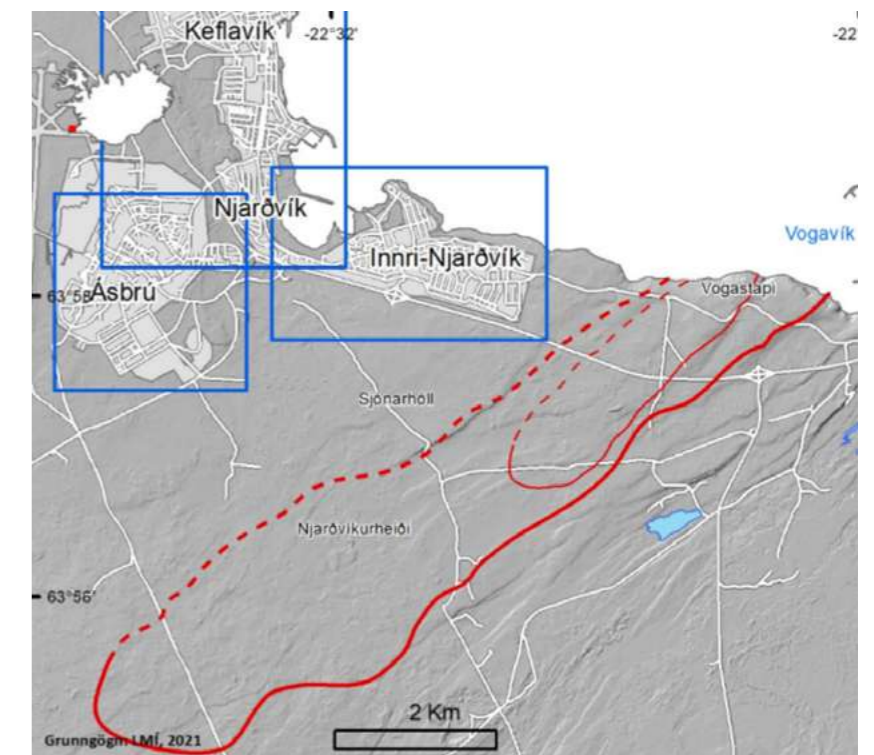 Keflavík
-22°32'
-22°
Njarðvík
Vogavík
Innri-Njarðvík
63°58'
Ásbrú
Vogastapi
Sjónarhóll
Njarðvíkurheiði
63°56'
2 Km
Grunngögn LMÍ, 2021